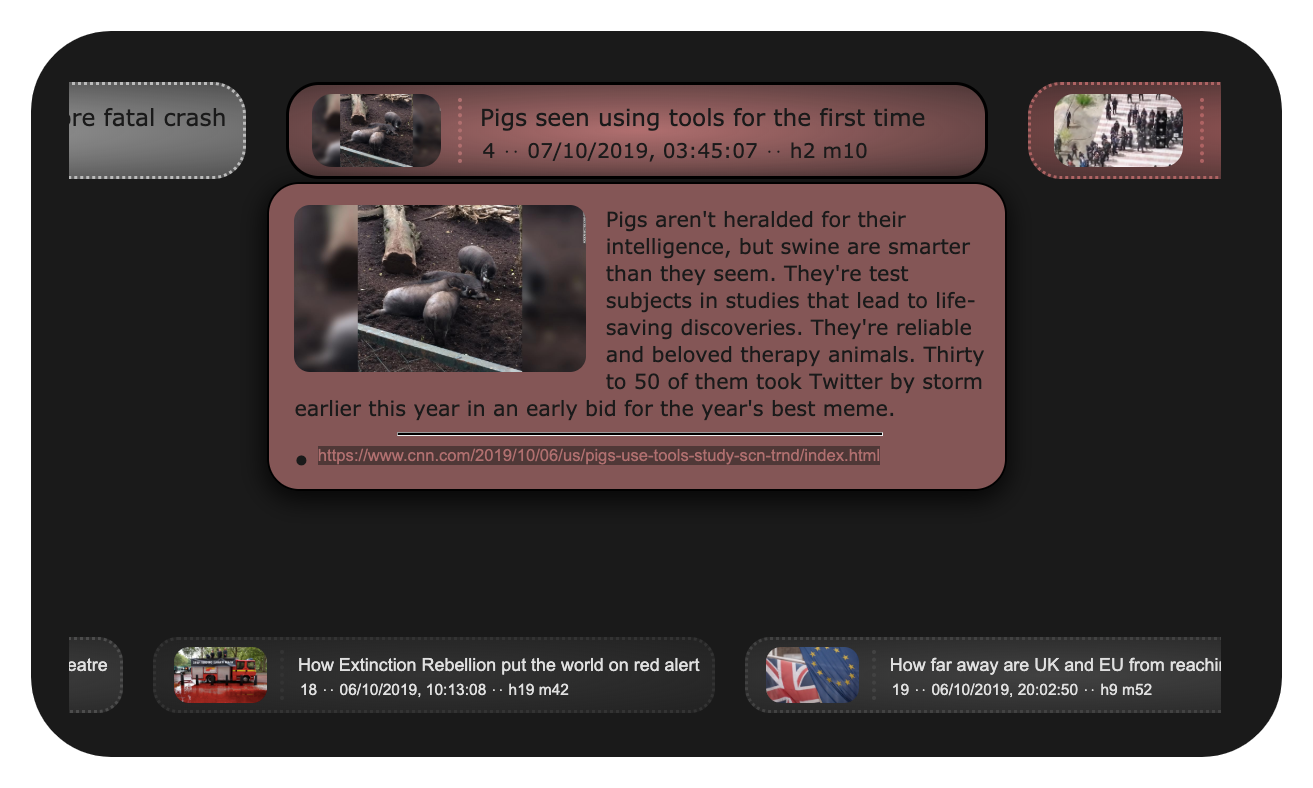 re fatal crash
Pigs seen using tools for the first time
4 ·· 07/10/2019, 03:45:07 ·· h2 m10
Pigs aren't heralded for their
intelligence, but swine are smarter
than they seem. They're test
subjects in studies that lead to life-
saving discoveries. They're reliable
and beloved therapy animals. Thirty
to 50 of them took Twitter by storm
earlier this year in an early bid for the year's best meme.
https://www.cnn.com/2019/10/06/us/pigs-use-tools-study-scn-trnd/index.html
eatre
How Extinction Rebellion put the world on red alert
18 ·· 06/10/2019, 10:13:08 ·· h19 m42
How far away are UK and EU from reachi
19 ·· 06/10/2019, 20:02:50 ·· h9 m52